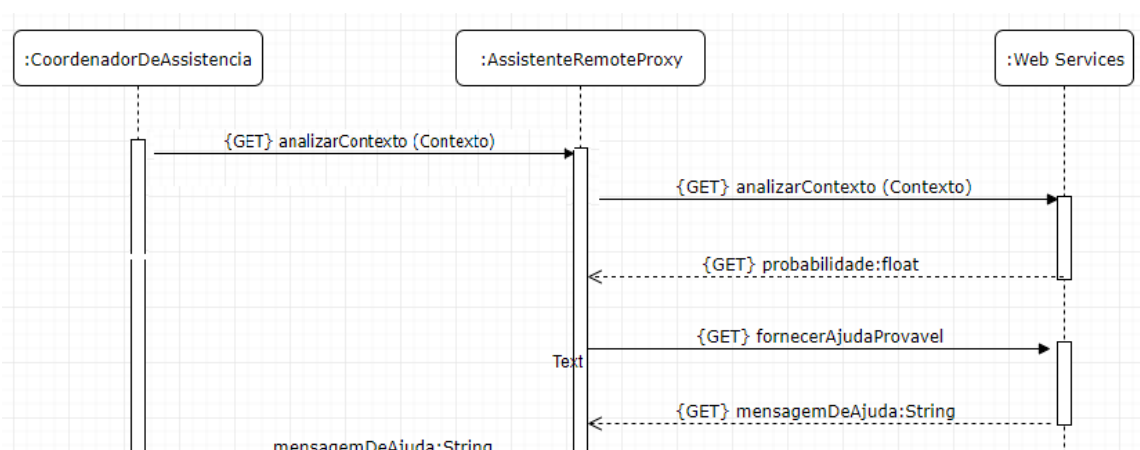 :CoordenadorDeAssistencia
:AssistenteRemoteProxy
:Web Services
{GET} analizarContexto (Contexto)
{GET} analizarContexto (Contexto)
{GET} probabilidade:float
{GET} fornecerAjudaProvavel
Text
{GET} mensagemDeAjuda:String
mensagemDeAjuda:String